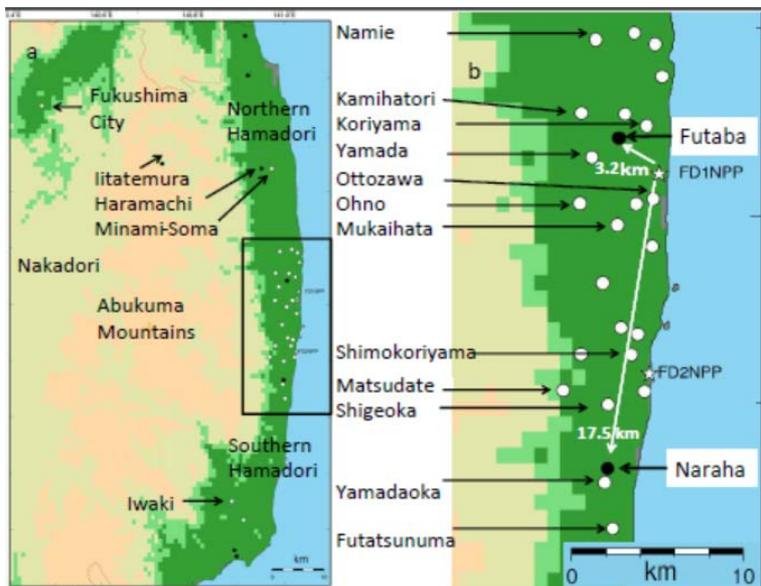 a
Fukushima
City
Northern
Hamadori
Iitatemura
Haramachi
Minami-Soma
Nakadori
Abukuma
Mountains
Southern
Hamadori
Iwaki
km
b
Namie
Kamihatori
Koriyama
Yamada
Ottozawa
Ohno
Mukaihata
Futaba
3.2km
FD1NPP
Shimokoriyama
Matsudate
Shigeoka
FD2NPP
17.5 km
Naraha
Yamadaoka
Futatsunuma
0
km
10